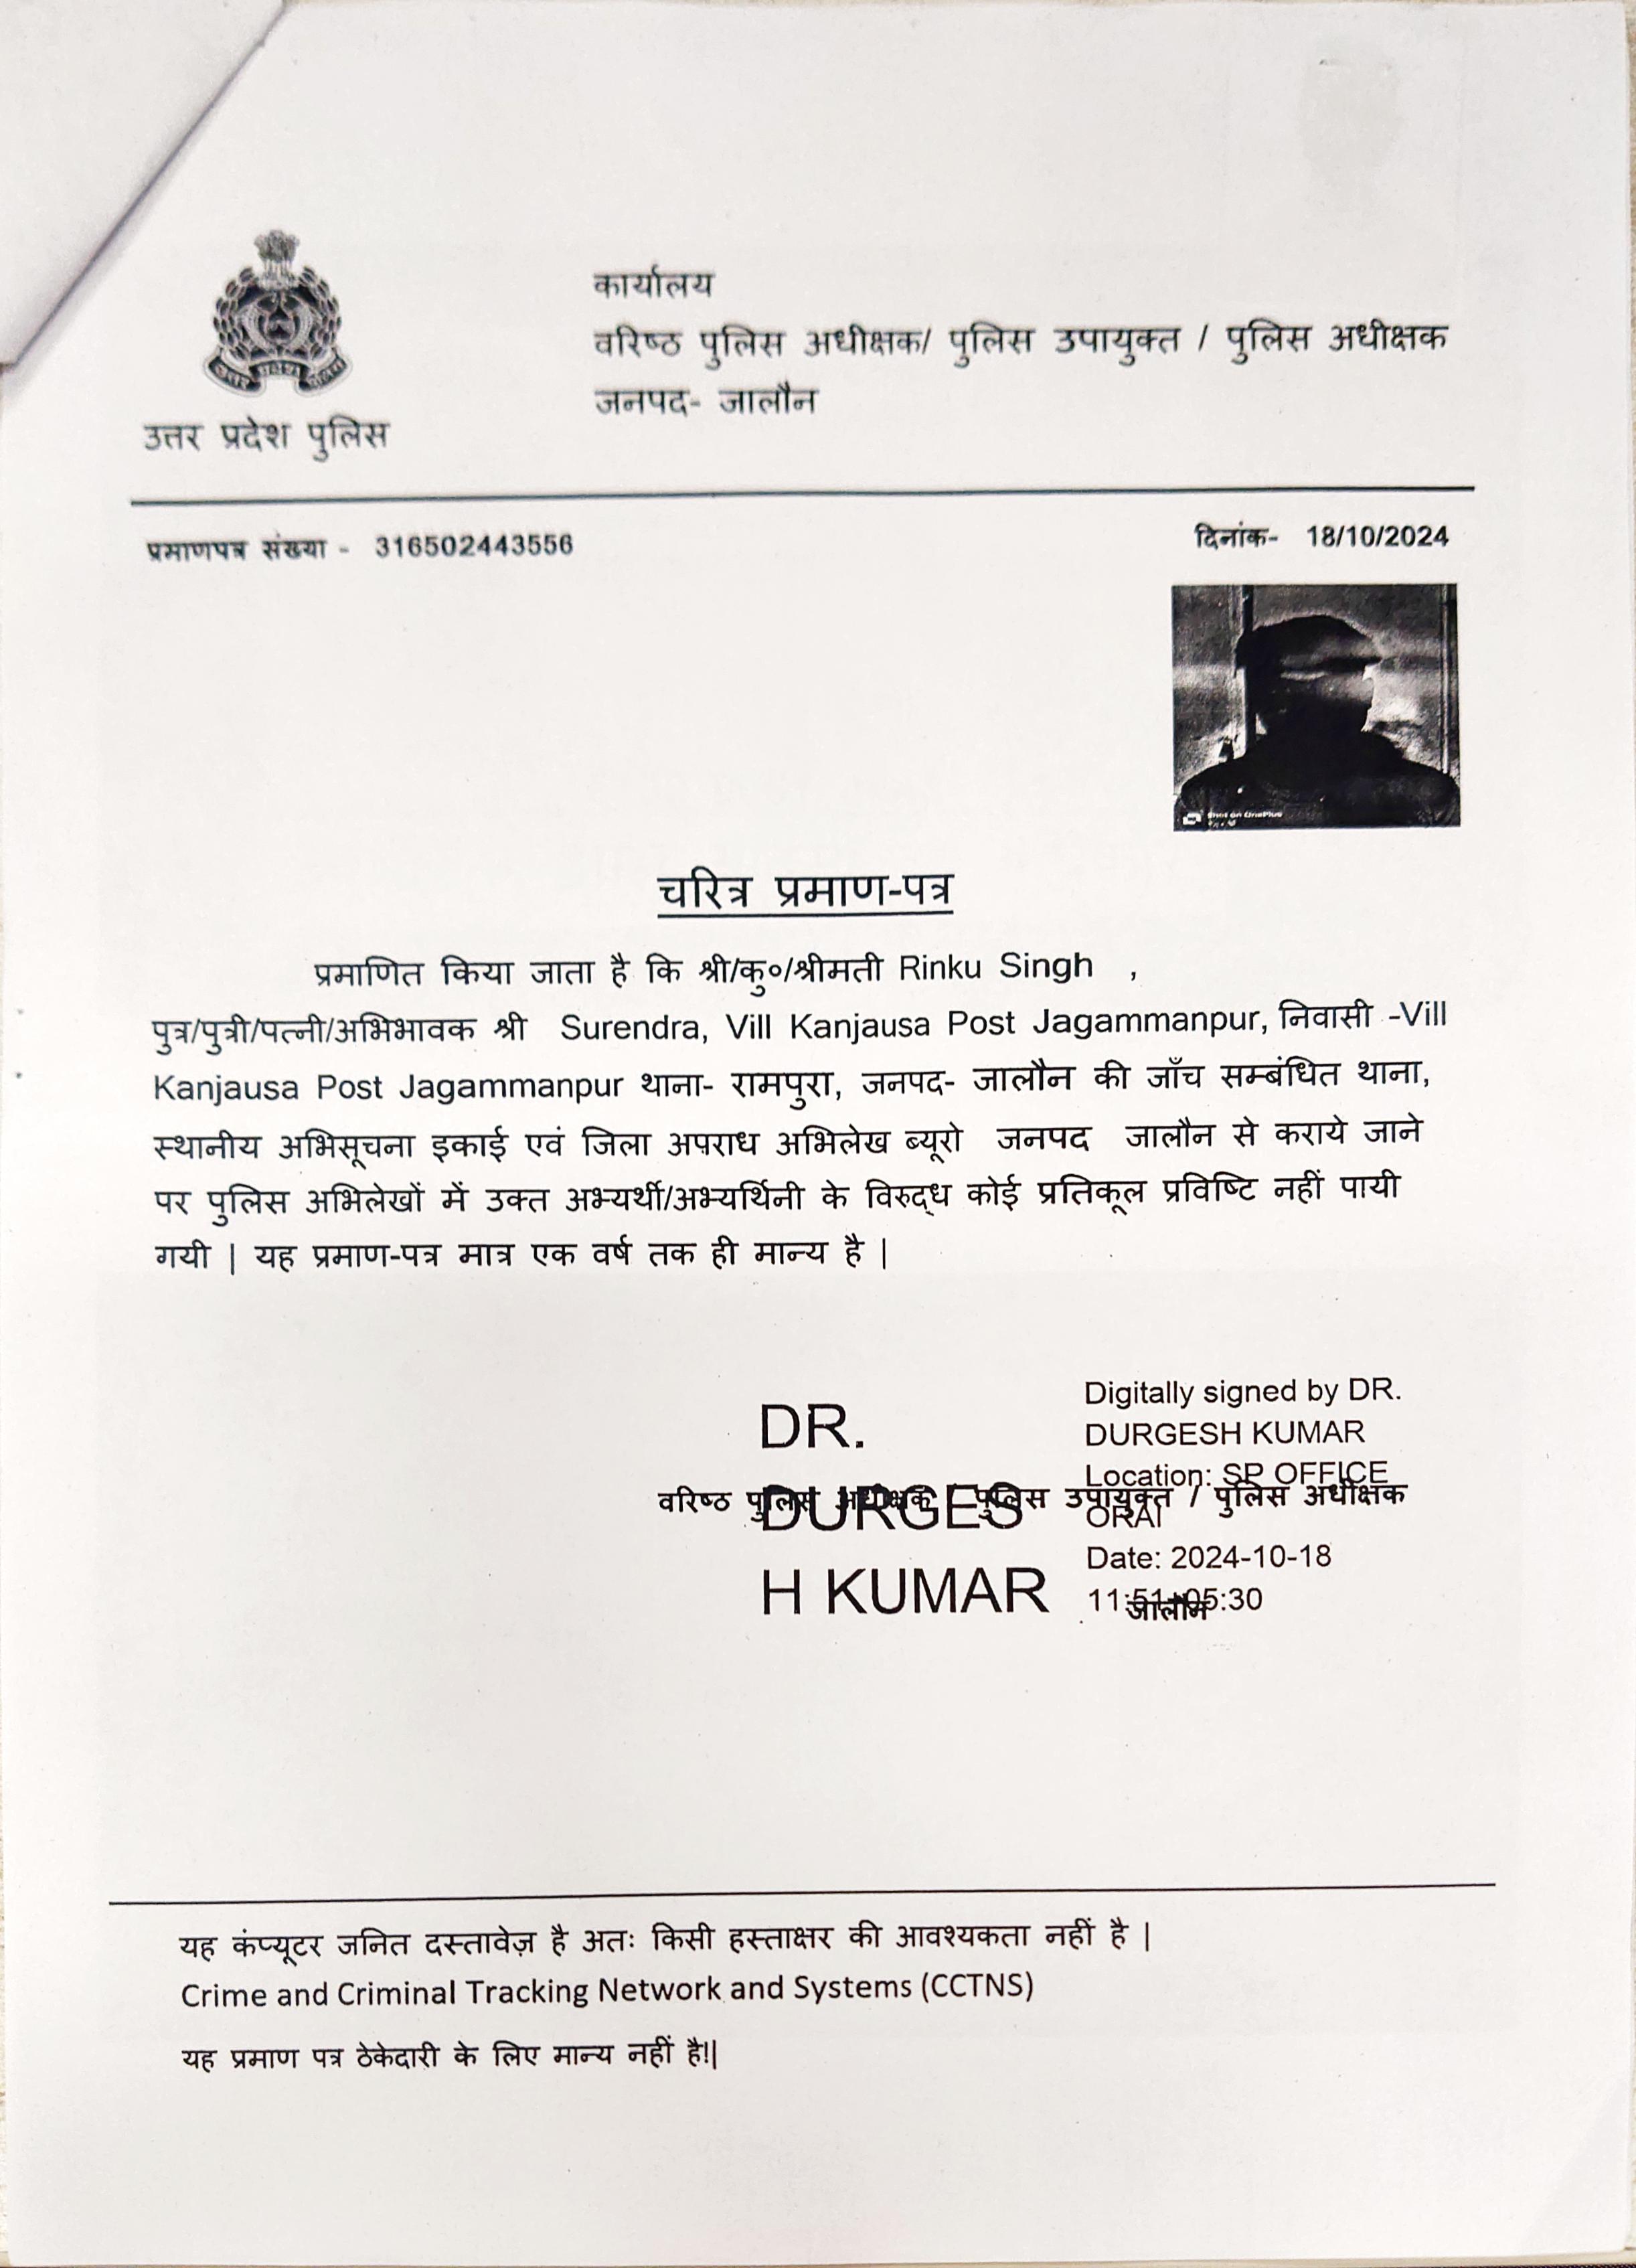 कार्यालय
वरिष्ठ पुलिस अधीक्षक/ पुलिस उपायुक्त / पुलिस अधीक्षक
जनपद- जालौन
उत्तर प्रदेश पुलिस
प्रमाणपत्र संख्या - 316502443556
दिनांक- 18/10/2024
Shot on OnePlus
चरित्र प्रमाण-पत्र
प्रमाणित किया जाता है कि श्री/कु०/श्रीमती Rinku Singh ,
पुत्र/पुत्री/पत्नी/अभिभावक श्री Surendra, Vill Kanjausa Post Jagammanpur, निवासी -Vill
Kanjausa Post Jagammanpur थाना- रामपुरा, जनपद- जालौन की जाँच सम्बंधित थाना,
स्थानीय अभिसूचना इकाई एवं जिला अपराध अभिलेख ब्यूरो जनपद जालौन से कराये जाने
पर पुलिस अभिलेखों में उक्त अभ्यर्थी/अभ्यर्थिनी के विरुद्ध कोई प्रतिकूल प्रविष्टि नहीं पायी
गयी | यह प्रमाण-पत्र मात्र एक वर्ष तक ही मान्य है |
DR.
DURGES
H KUMAR
Digitally signed by DR.
DURGESH KUMAR
Location: SP OFFICE
ORAI
Date: 2024-10-18
11:51+05:30
वरिष्ठ पुलिस अधीक्षक पुलिस उपायुक्त / पुलिस अधीक्षक
जालौन
यह कंप्यूटर जनित दस्तावेज़ है अतः किसी हस्ताक्षर की आवश्यकता नहीं है |
Crime and Criminal Tracking Network and Systems (CCTNS)
यह प्रमाण पत्र ठेकेदारी के लिए मान्य नहीं है!|